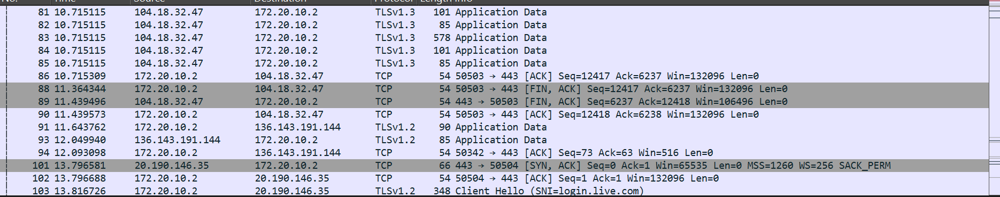 No. Time Source Destination Protocol Length Info
81 10.715115 104.18.32.47 172.20.10.2 TLSv1.3 101 Application Data
82 10.715115 104.18.32.47 172.20.10.2 TLSv1.3 85 Application Data
83 10.715115 104.18.32.47 172.20.10.2 TLSv1.3 578 Application Data
84 10.715115 104.18.32.47 172.20.10.2 TLSv1.3 101 Application Data
85 10.715115 104.18.32.47 172.20.10.2 TLSv1.3 85 Application Data
86 10.715309 172.20.10.2 104.18.32.47 TCP 54 50503 → 443 [ACK] Seq=12417 Ack=6237 Win=132096 Len=0
88 11.364344 172.20.10.2 104.18.32.47 TCP 54 50503 → 443 [FIN, ACK] Seq=12417 Ack=6237 Win=132096 Len=0
89 11.439496 104.18.32.47 172.20.10.2 TCP 54 443 → 50503 [FIN, ACK] Seq=6237 Ack=12418 Win=106496 Len=0
90 11.439573 172.20.10.2 104.18.32.47 TCP 54 50503 → 443 [ACK] Seq=12418 Ack=6238 Win=132096 Len=0
91 11.643762 172.20.10.2 136.143.191.144 TLSv1.2 90 Application Data
93 12.049940 136.143.191.144 172.20.10.2 TLSv1.2 85 Application Data
94 12.093098 172.20.10.2 136.143.191.144 TCP 54 50342 → 443 [ACK] Seq=73 Ack=63 Win=516 Len=0
101 13.796581 20.190.146.35 172.20.10.2 TCP 66 443 → 50504 [SYN, ACK] Seq=0 Ack=1 Win=65535 Len=0 MSS=1260 WS=256 SACK_PERM
102 13.796688 172.20.10.2 20.190.146.35 TCP 54 50504 → 443 [ACK] Seq=1 Ack=1 Win=132096 Len=0
103 13.816726 172.20.10.2 20.190.146.35 TLSv1.2 348 Client Hello (SNI=login.live.com)